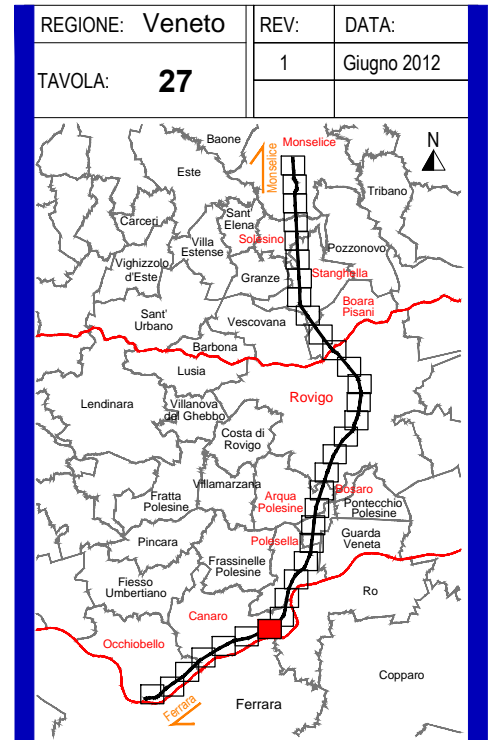 REGIONE: Veneto
REV:
DATA:
TAVOLA: 27
1
Giugno 2012
Baone
Monselice
N
Monselice
Este
Tribano
Carceri
Sant'
Elena
Villa
Estense
Solesino
Pozzonovo
Vighizzolo
d'Este
Granze
Stanghella
Boara
Pisani
Sant'
Urbano
Vescovana
Barbona
Lusia
Rovigo
Lendinara
Villanova
del Ghebbo
Costa di
Rovigo
Villamarzana
Fratta
Polesine
Arqua
Polesine
Bosaro
Pontecchio
Polesine
Pincara
Polesella
Guarda
Veneta
Frassinelle
Polesine
Fiesso
Umbertiano
Ro
Canaro
Occhiobello
Copparo
Ferrara
Ferrara